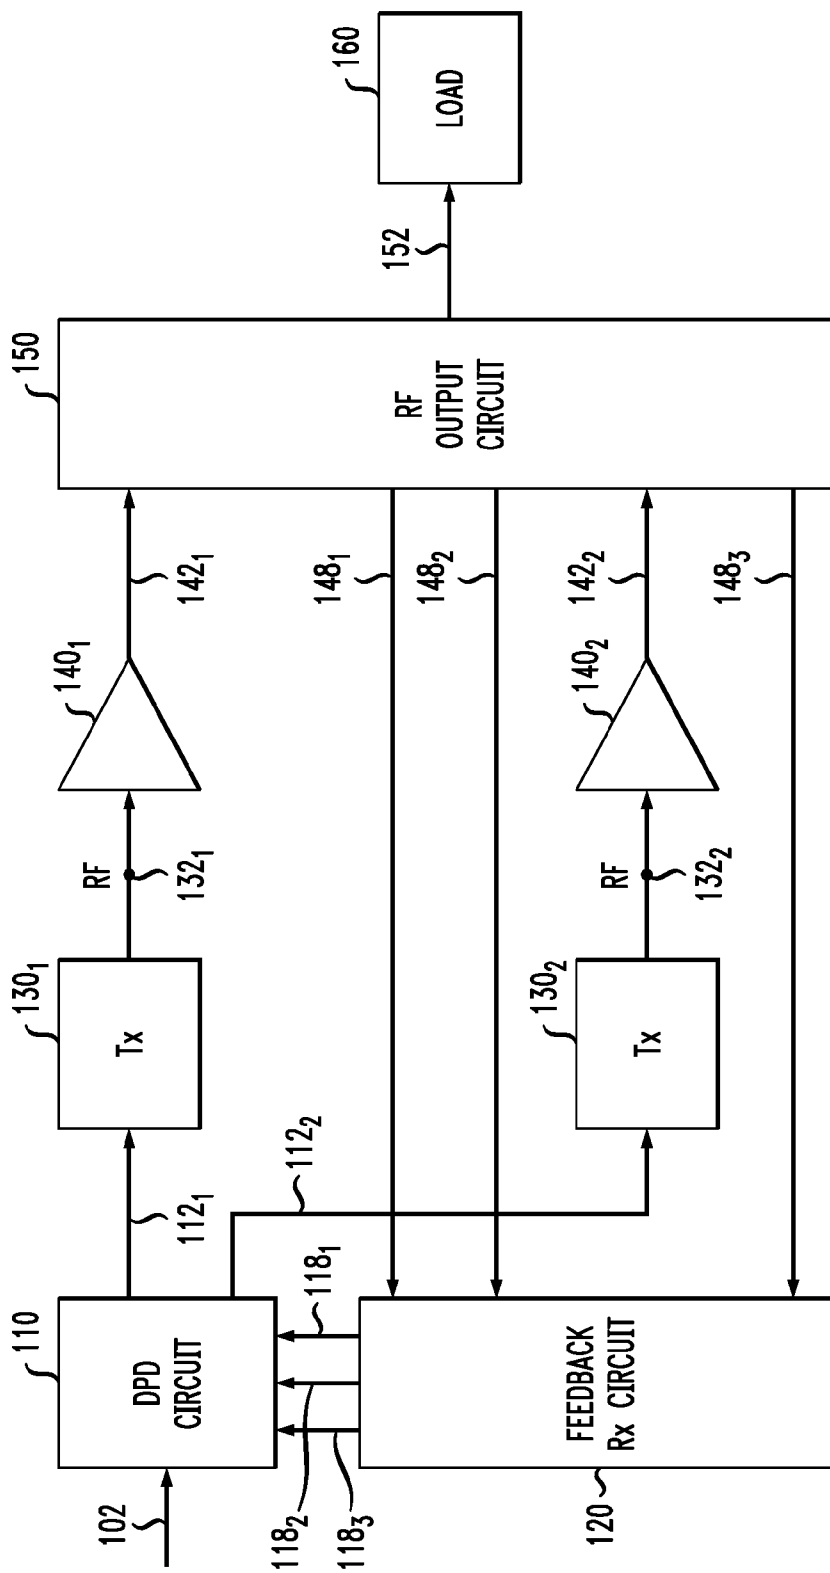 102
110
DPD
CIRCUIT
112₁
130₁
Tx
RF
132₁
140₁
142₁
150
RF
OUTPUT
CIRCUIT
152
160
LOAD
148₁
148₂
112₂
118₁
118₂
118₃
FEEDBACK
Rx CIRCUIT
120
130₂
Tx
RF
132₂
140₂
142₂
148₃